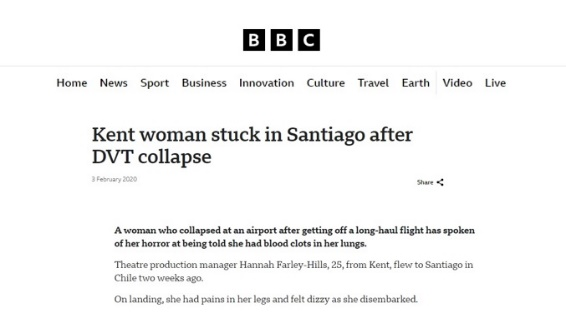 BBC
Home News Sport Business Innovation Culture Travel Earth Video Live
Kent woman stuck in Santiago after
DVT collapse
3 February 2020
Share
A woman who collapsed at an airport after getting off a long-haul flight has spoken
of her horror at being told she had blood clots in her lungs.
Theatre production manager Hannah Farley-Hills, 25, from Kent, flew to Santiago in
Chile two weeks ago.
On landing, she had pains in her legs and felt dizzy as she disembarked.